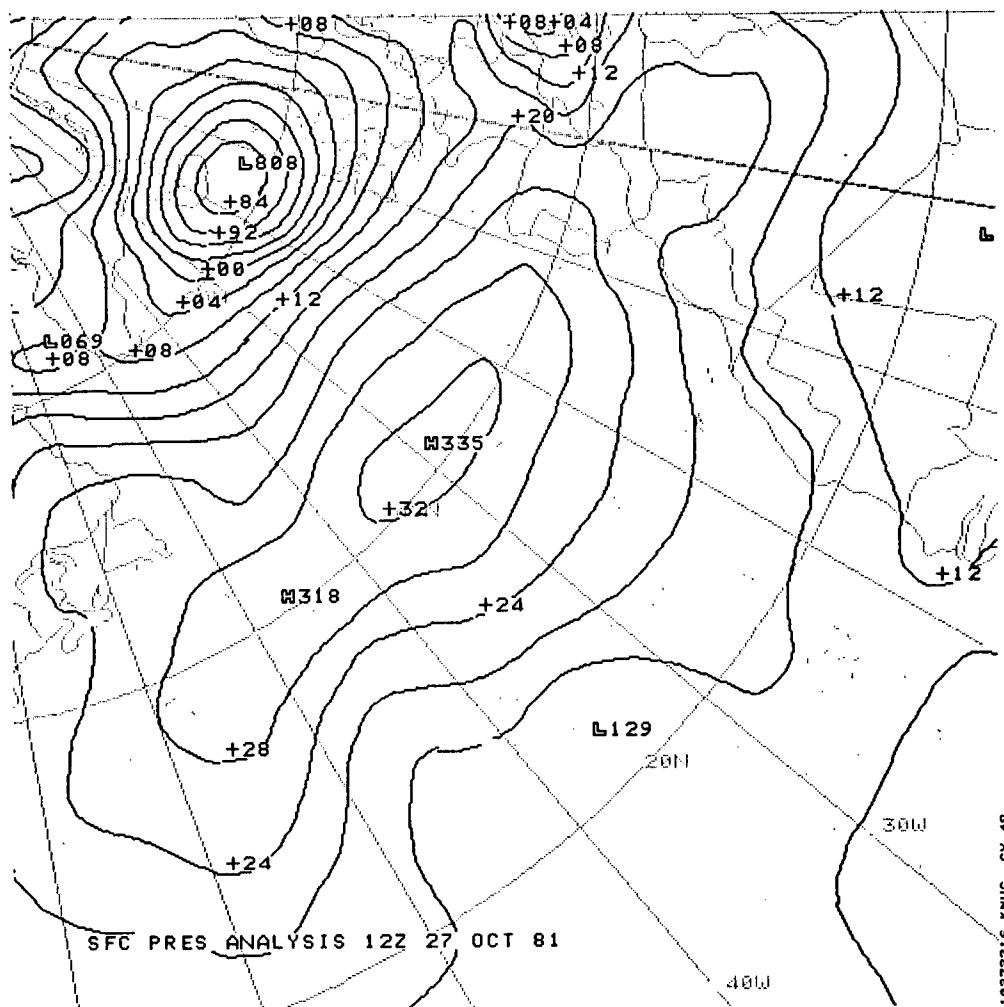 +08
+08+04
+08
+12
+20
L808
+84
+92
L
+00
+04
+12
+12
L069
+08
+08
H335
+32
+12
H318
+24
L129
+28
20N
30W
+24
SFC PRES ANALYSIS 12Z 27 OCT 81
40W